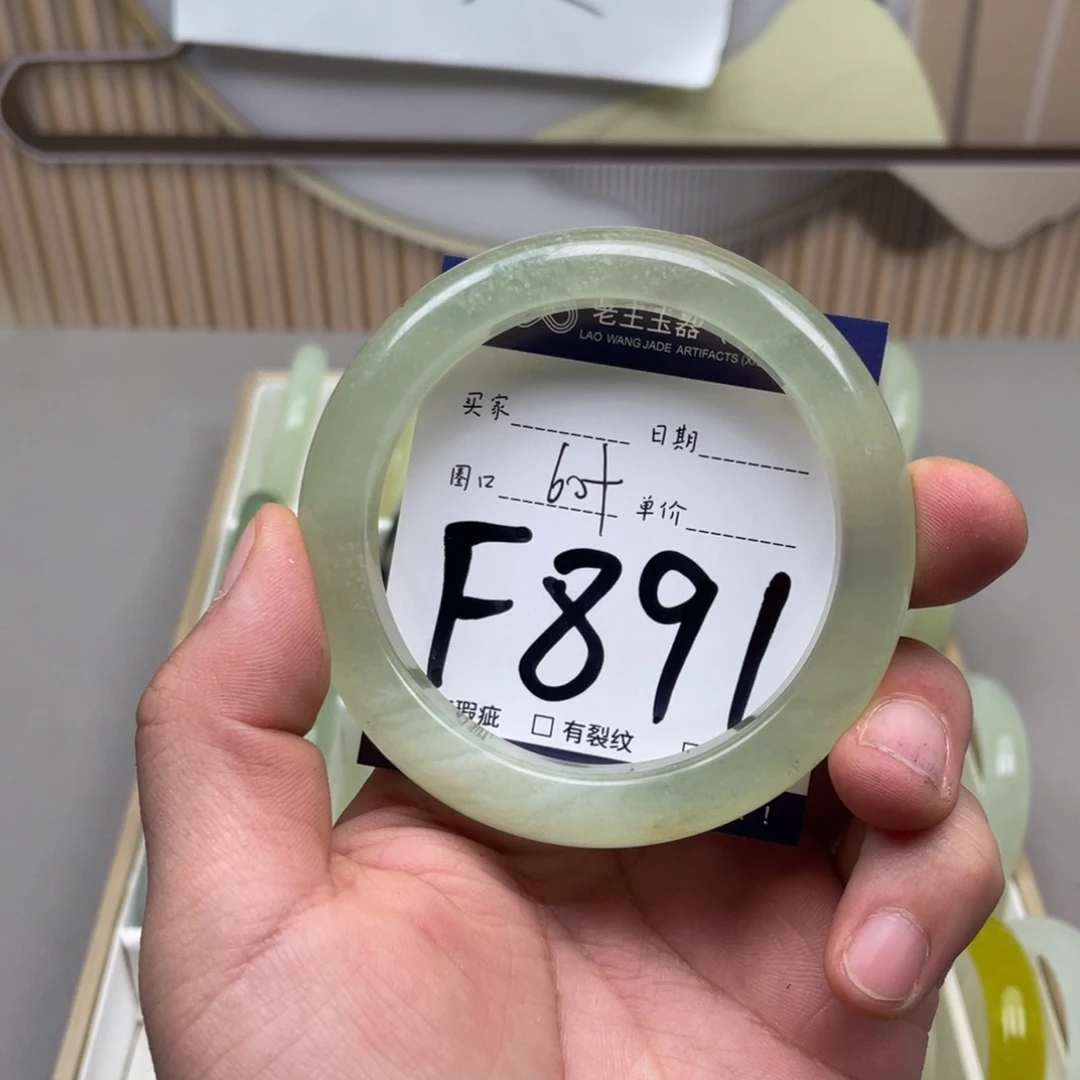 老王玉器
LAO WANG JADE ARTIFACTS
买家 日期
圈口 单价
F891
瑕疵 □ 有裂纹
!